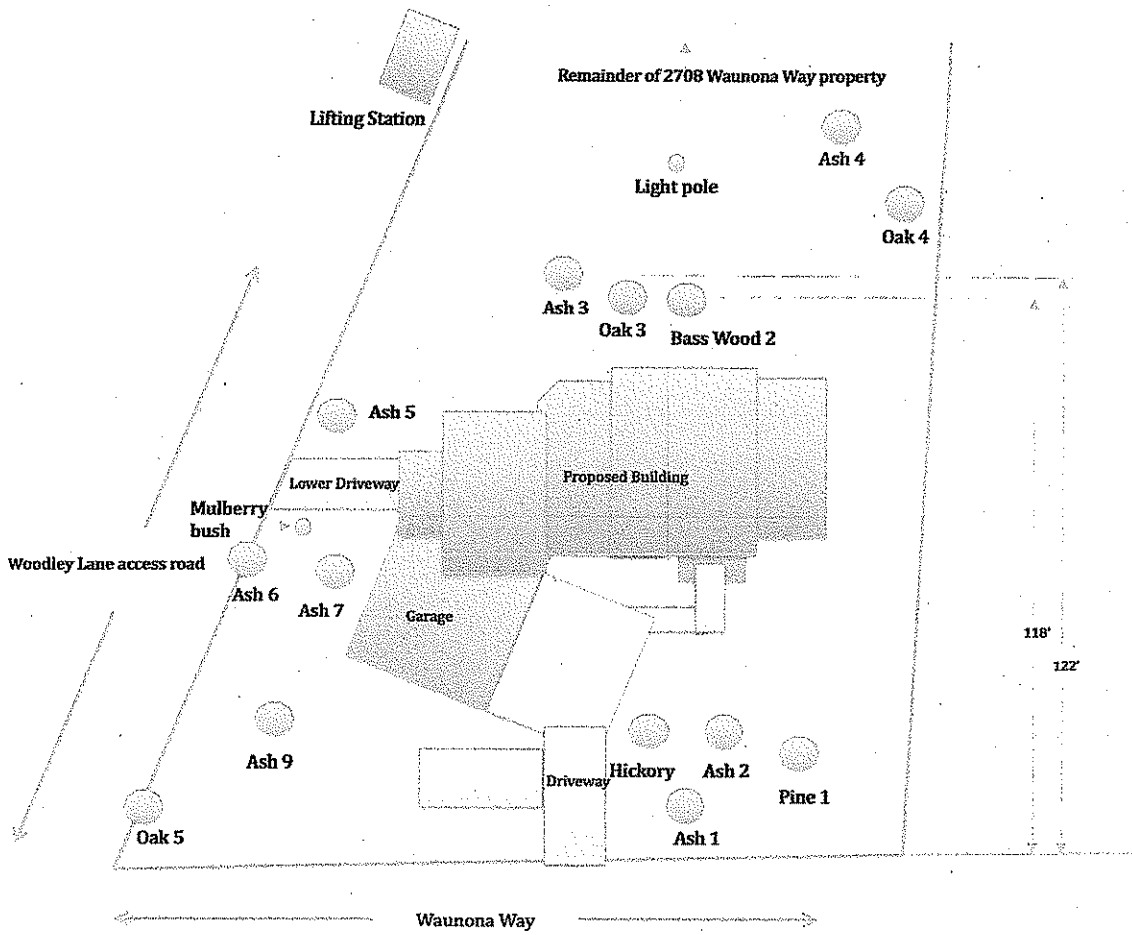 Remainder of 2708 Waunona Way property
Lifting Station
Ash 4
Light pole
Oak 4
Ash 3
Oak 3
Bass Wood 2
Ash 5
Lower Driveway
Proposed Building
Mulberry
bush
Woodley Lane access road
Ash 6
Ash 7
Garage
118'
122'
Ash 9
Hickory
Ash 2
Driveway
Pine 1
Oak 5
Ash 1
Waunona Way